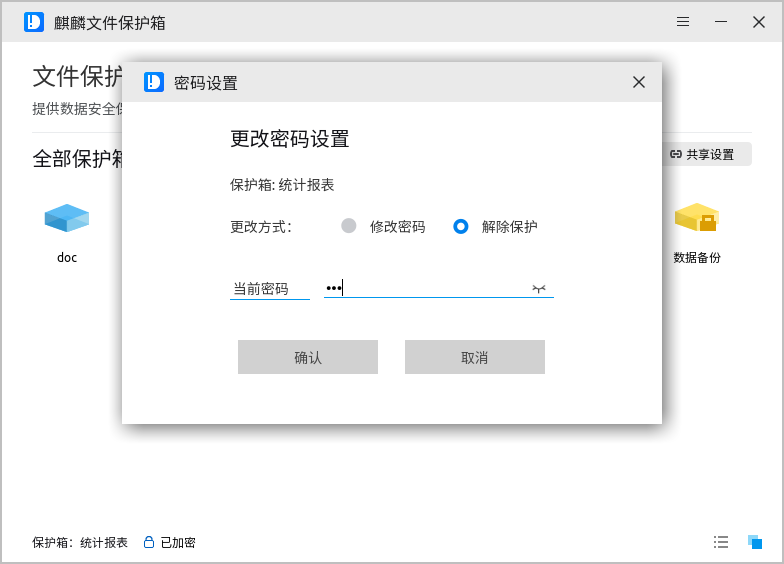 麒麟文件保护箱
文件保护
提供数据安全保
全部保护箱
共享设置
doc
数据备份
密码设置
更改密码设置
保护箱: 统计报表
更改方式：
修改密码
解除保护
当前密码
•••
确认
取消
保护箱：统计报表
已加密